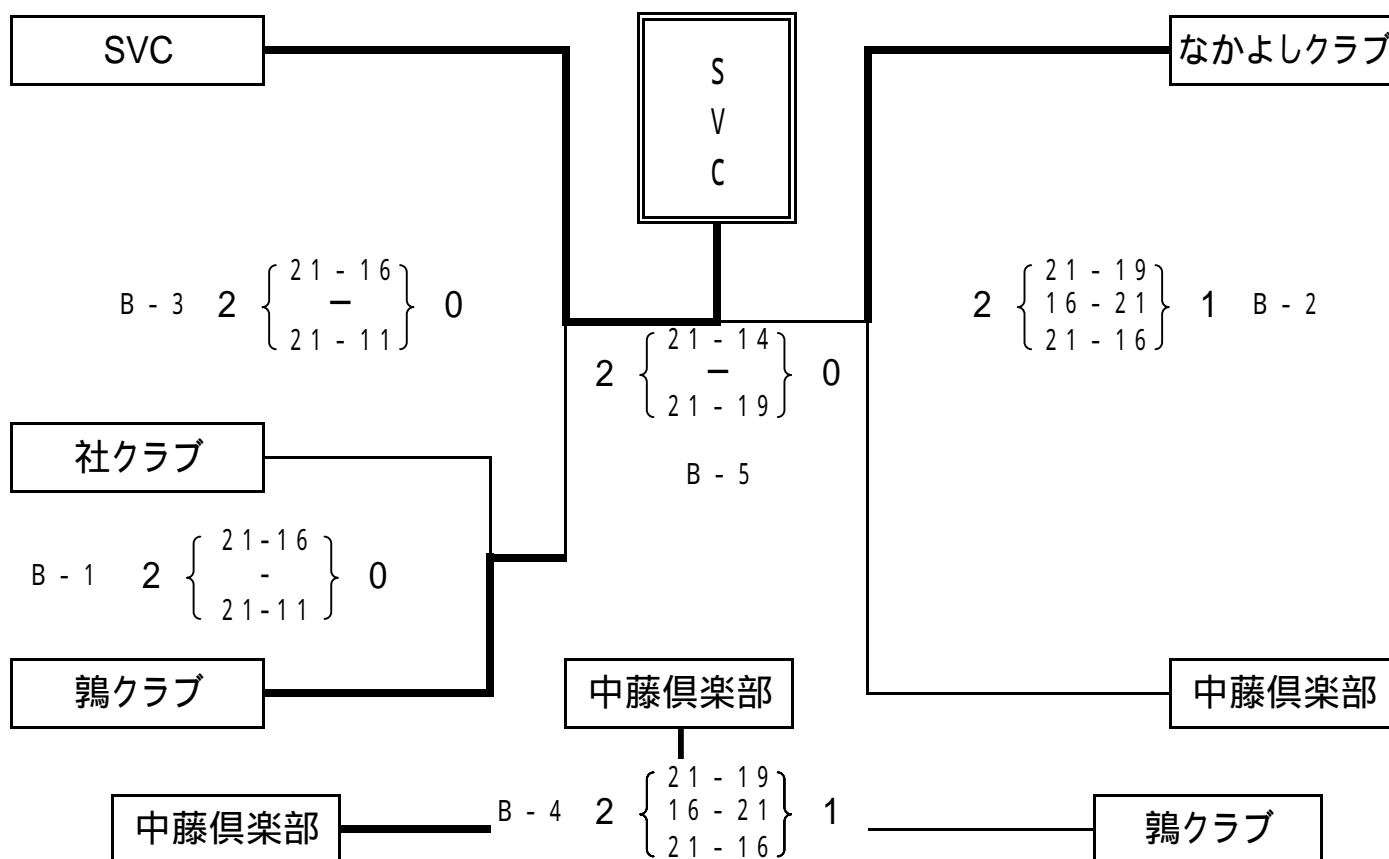 SVC
S
V
C
なかよしクラブ
B - 3 2 { 21 - 16 } 0
－
21 - 11
2 { 21 - 19 } 1 B - 2
16 - 21
21 - 16
2 { 21 - 14 } 0
－
21 - 19
B - 5
社クラブ
B - 1 2 { 21-16 } 0
-
21-11
鶉クラブ
中藤倶楽部
中藤倶楽部
中藤倶楽部
B - 4 2 { 21 - 19 } 1
16 - 21
21 - 16
鶉クラブ